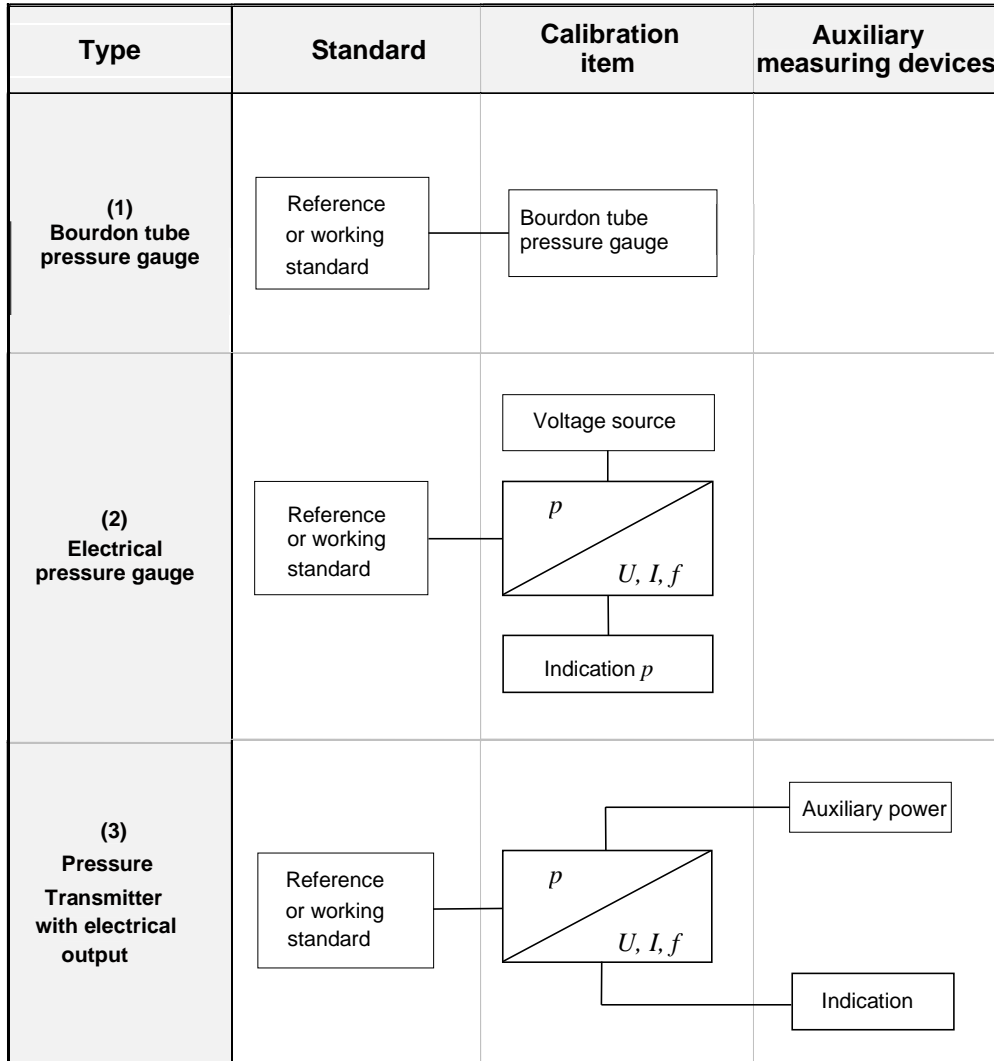 Type
Standard
Calibration
item
Auxiliary
measuring devices
(1)
Bourdon tube
pressure gauge
Reference
or working
standard
Bourdon tube
pressure gauge
(2)
Electrical
pressure gauge
Reference
or working
standard
Voltage source
p
U, I, f
Indication p
(3)
Pressure
Transmitter
with electrical
output
Reference
or working
standard
p
U, I, f
Auxiliary power
Indication